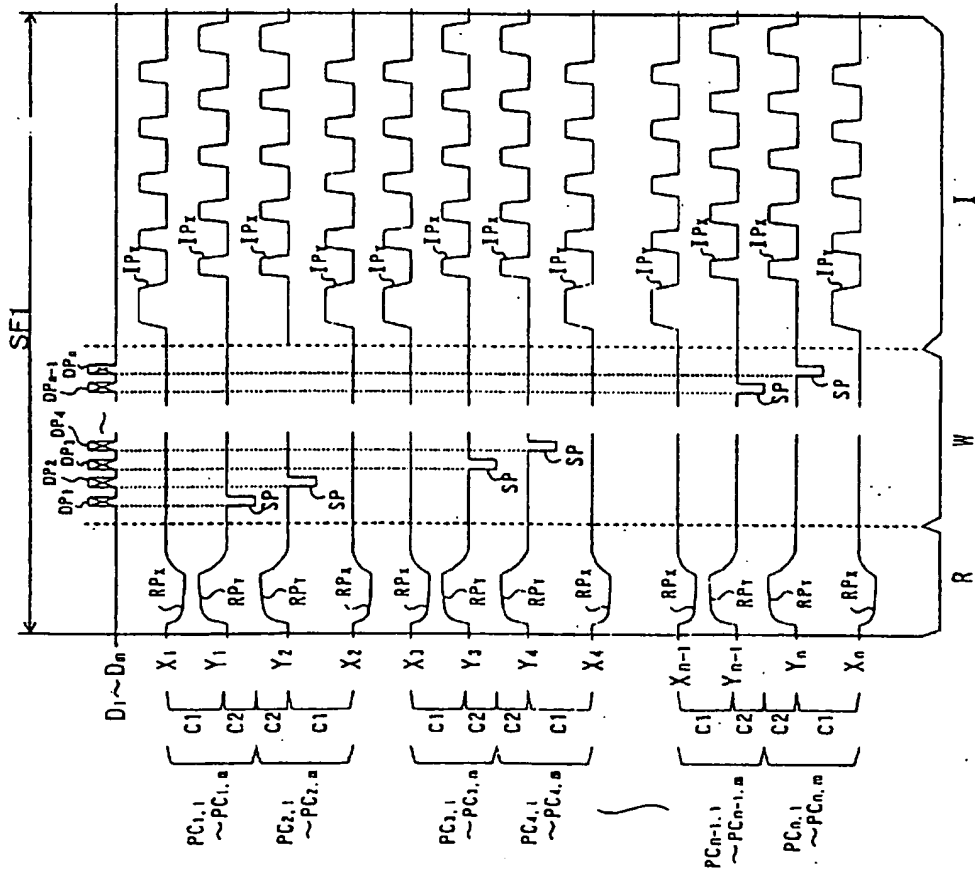 SF1
DP1 DP2 DP3 DP4 ~ DPn-1 DPn
D1~Dn
X1 RPX IPY
Y1 RPY SP IPX
Y2 RPY SP IPX
X2 RPX IPY
X3 RPX IPY
Y3 RPY SP IPX
Y4 RPY SP IPX
X4 RPX IPY
Xn-1 RPX IPY
Yn-1 RPY SP IPX
Yn RPY SP IPX
Xn RPX IPY
C1 C2 C2 C1
C1 C2 C2 C1
C1 C2 C2 C1
PC1,1
~PC1,m
PC2,1
~PC2,m
PC3,1
~PC3,m
PC4,1
~PC4,m
PCn-1,1
~PCn-1,m
PCn,1
~PCn,m
R W I